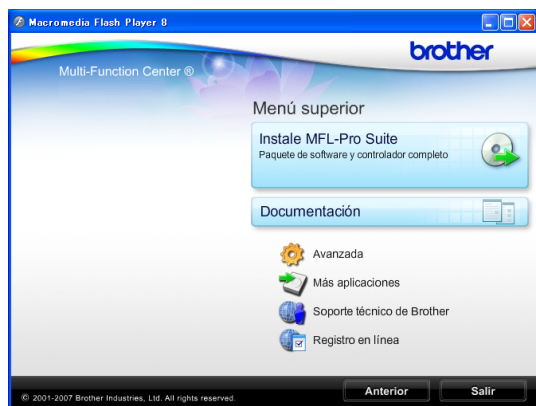 Macromedia Flash Player 8
brother
Multi-Function Center ®
Menú superior
Instale MFL-Pro Suite
Paquete de software y controlador completo
Documentación
Avanzada
Más aplicaciones
Soporte técnico de Brother
Registro en línea
© 2001-2007 Brother Industries, Ltd. All rights reserved.
Anterior
Salir